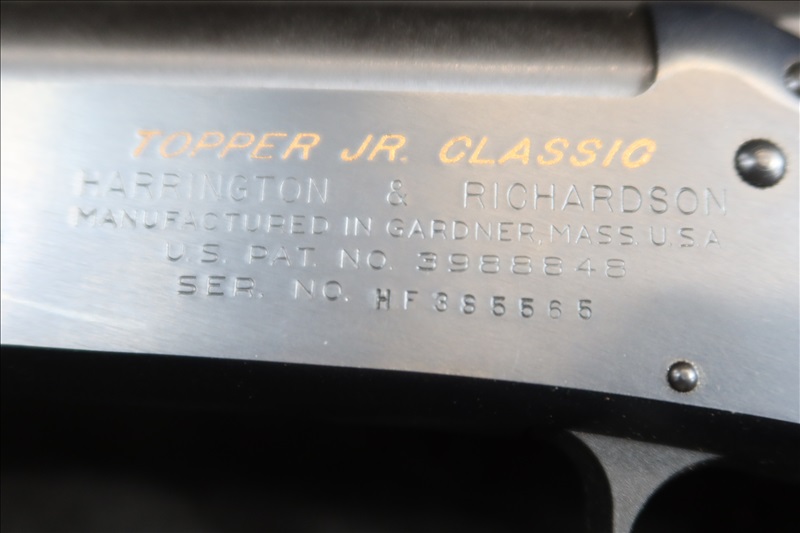 TOPPER JR. CLASSIC
HARRINGTON & RICHARDSON
MANUFACTURED IN GARDNER, MASS. U.S.A
U.S. PAT. NO. 3988848
SER. NO. HF385565